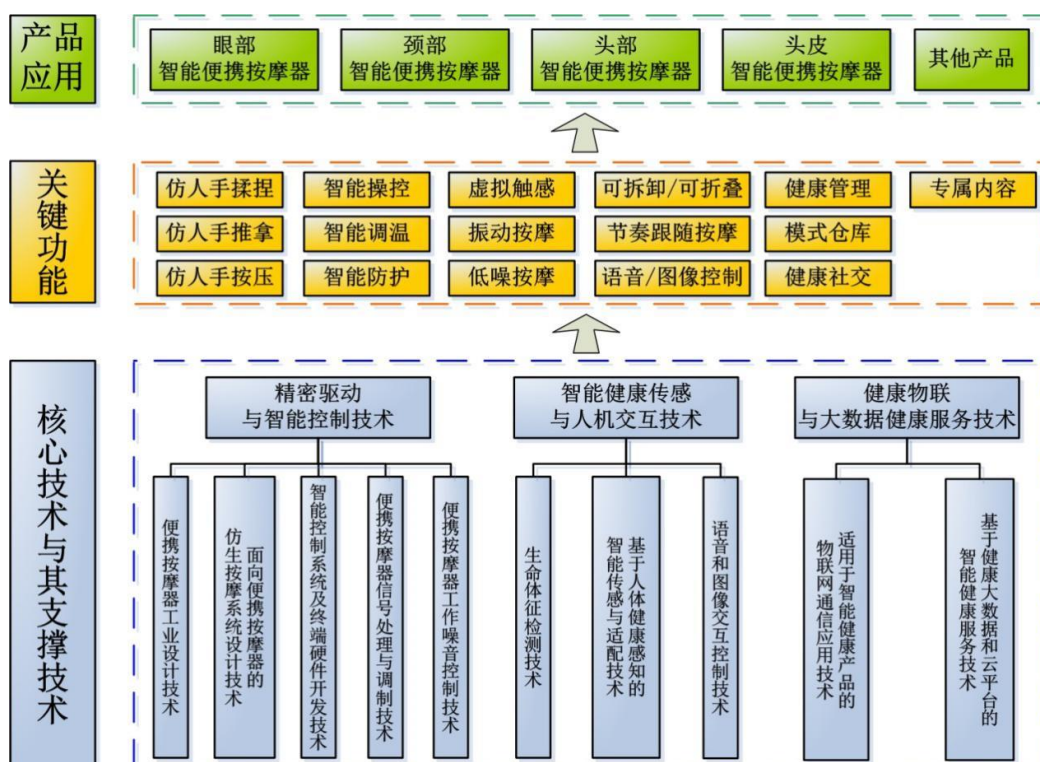 产品
应用
眼部
智能便携按摩器
颈部
智能便携按摩器
头部
智能便携按摩器
头皮
智能便携按摩器
其他产品
关键功能
仿人手揉捏
智能操控
虚拟触感
可拆卸/可折叠
健康管理
专属内容
仿人手推拿
智能调温
振动按摩
节奏跟随按摩
模式仓库
仿人手按压
智能防护
低噪按摩
语音/图像控制
健康社交
核心技术与其支撑技术
精密驱动
与智能控制技术
智能健康传感
与人机交互技术
健康物联
与大数据健康服务技术
便携按摩器工业设计技术
面向便携按摩器的
仿生按摩系统设计技术
智能控制系统及终端硬件开发技术
便携按摩器信号处理与调制技术
便携按摩器工作噪音控制技术
生命体征检测技术
基于人体健康感知的
智能传感与适配技术
语音和图像交互控制技术
适用于智能健康产品的
物联网通信应用技术
基于健康大数据和云平台的
智能健康服务技术